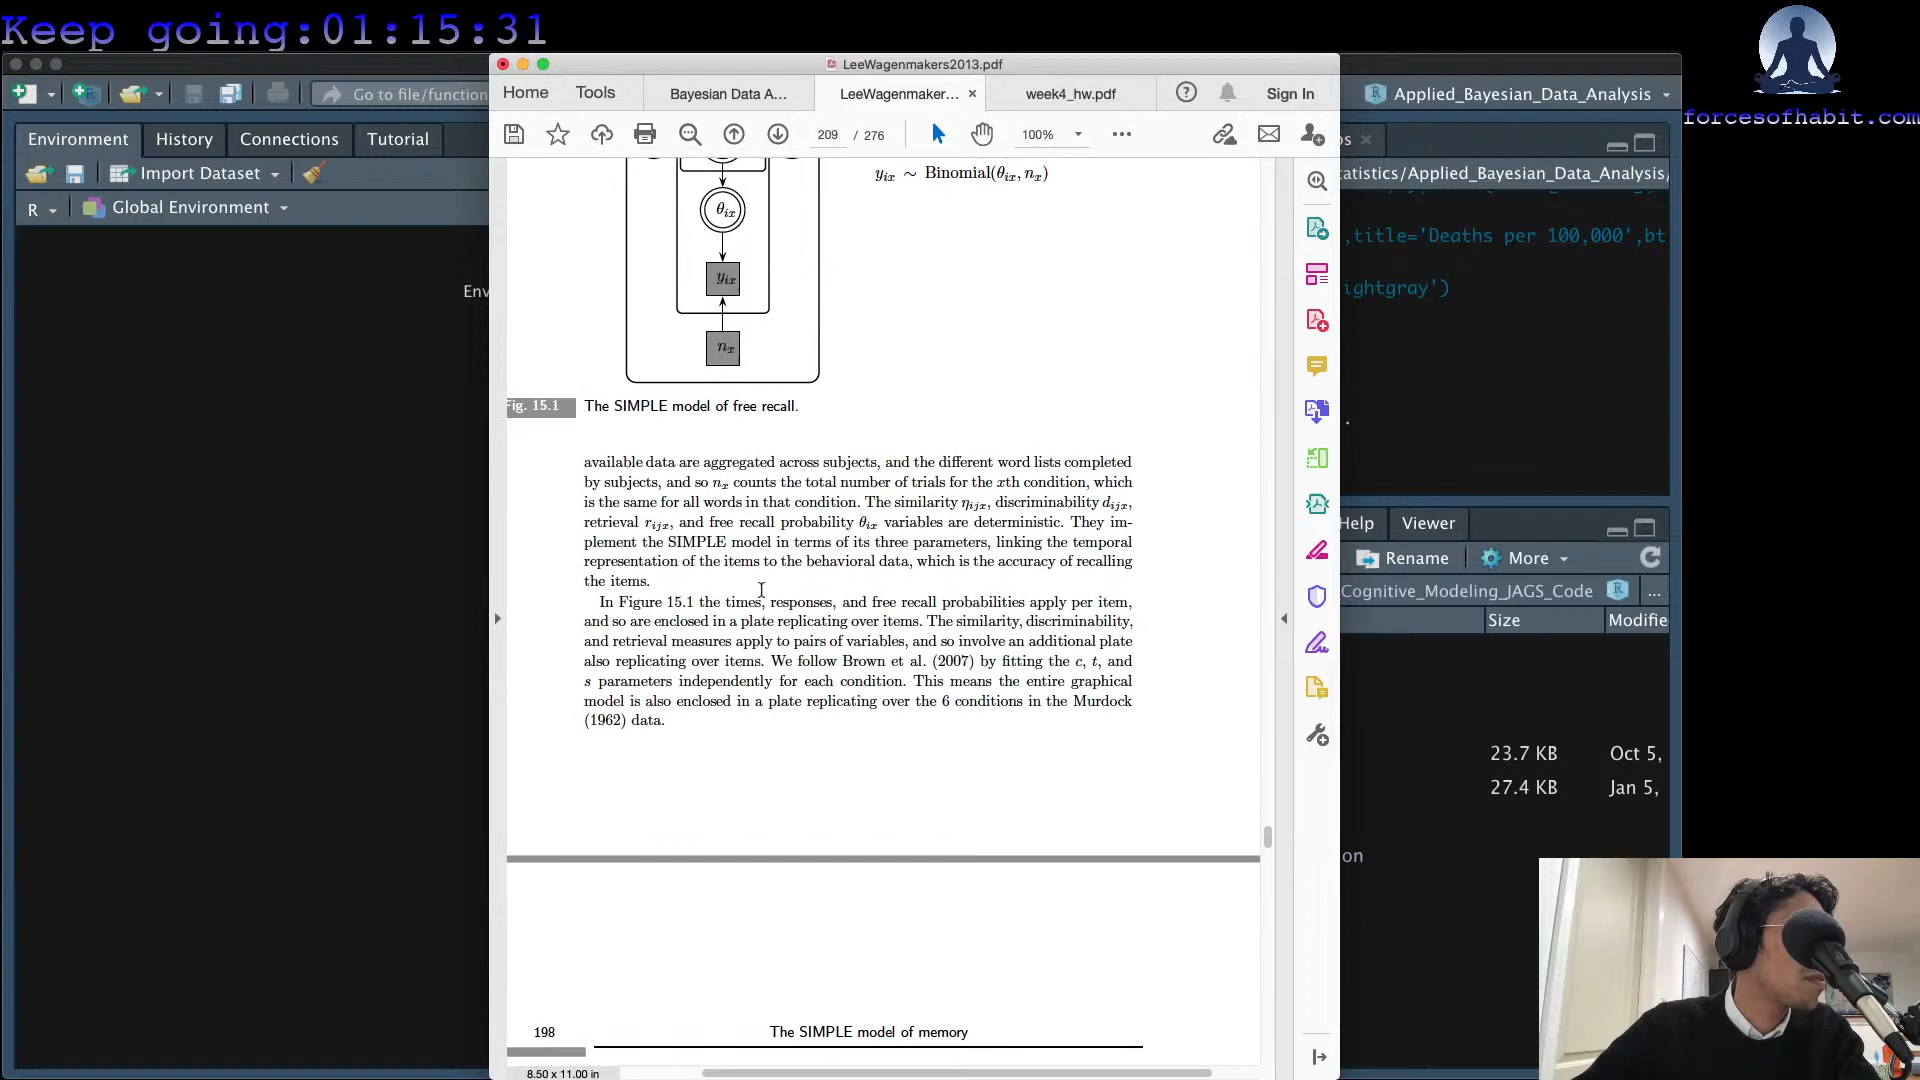 Keep going:01:15:31
forcesofhabit.com
LeeWagenmakers2013.pdf
Home
Tools
Bayesian Data A...
LeeWagenmaker...
week4_hw.pdf
Sign In
209 / 276
100%
Go to file/function
Environment
History
Connections
Tutorial
Import Dataset
R
Global Environment
Env
Applied_Bayesian_Data_Analysis
atistics/Applied_Bayesian_Data_Analysis/
,title='Deaths per 100,000',bt
ightgray')
Help
Viewer
Rename
More
Cognitive_Modeling_JAGS_Code
...
Size
Modifie
23.7 KB
Oct 5,
27.4 KB
Jan 5,
on
y_ix ∼ Binomial(θ_ix, n_x)
θ_ix
y_ix
n_x
Fig. 15.1
The SIMPLE model of free recall.
available data are aggregated across subjects, and the different word lists completed
by subjects, and so n_x counts the total number of trials for the xth condition, which
is the same for all words in that condition. The similarity η_ijx, discriminability d_ijx,
retrieval r_ijx, and free recall probability θ_ix variables are deterministic. They im-
plement the SIMPLE model in terms of its three parameters, linking the temporal
representation of the items to the behavioral data, which is the accuracy of recalling
the items.
In Figure 15.1 the times, responses, and free recall probabilities apply per item,
and so are enclosed in a plate replicating over items. The similarity, discriminability,
and retrieval measures apply to pairs of variables, and so involve an additional plate
also replicating over items. We follow Brown et al. (2007) by fitting the c, t, and
s parameters independently for each condition. This means the entire graphical
model is also enclosed in a plate replicating over the 6 conditions in the Murdock
(1962) data.
198
The SIMPLE model of memory
8.50 x 11.00 in